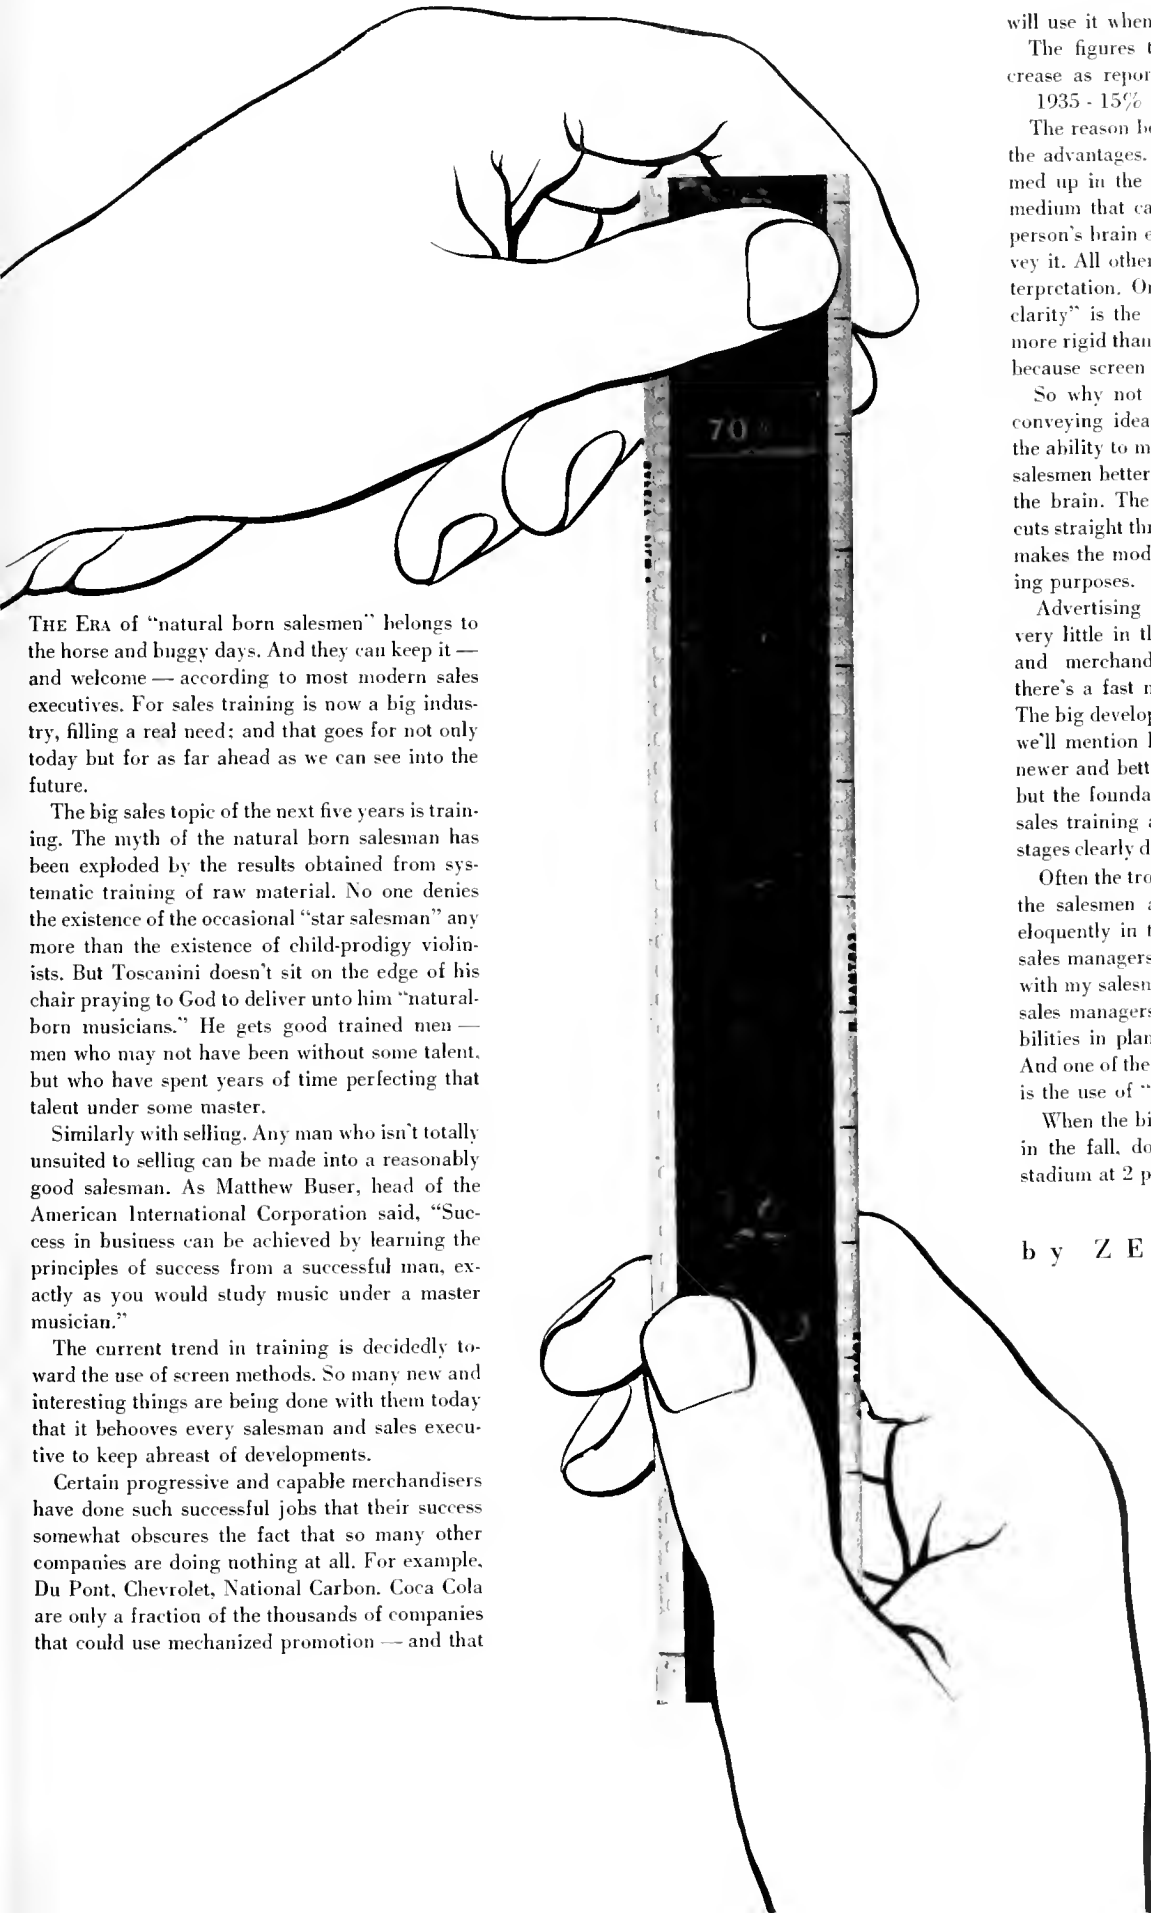 THE ERA of "natural born salesmen" belongs to
the horse and buggy days. And they can keep it —
and welcome — according to most modern sales
executives. For sales training is now a big indus-
try, filling a real need: and that goes for not only
today but for as far ahead as we can see into the
future.
The big sales topic of the next five years is train-
ing. The myth of the natural born salesman has
been exploded by the results obtained from sys-
tematic training of raw material. No one denies
the existence of the occasional "star salesman" any
more than the existence of child-prodigy violin-
ists. But Toscanini doesn't sit on the edge of his
chair praying to God to deliver unto him "natural-
born musicians." He gets good trained men —
men who may not have been without some talent,
but who have spent years of time perfecting that
talent under some master.
Similarly with selling. Any man who isn't totally
unsuited to selling can be made into a reasonably
good salesman. As Matthew Buser, head of the
American International Corporation said, "Suc-
cess in business can be achieved by learning the
principles of success from a successful man, ex-
actly as you would study music under a master
musician."
The current trend in training is decidedly to-
ward the use of screen methods. So many new and
interesting things are being done with them today
that it behooves every salesman and sales execu-
tive to keep abreast of developments.
Certain progressive and capable merchandisers
have done such successful jobs that their success
somewhat obscures the fact that so many other
companies are doing nothing at all. For example,
Du Pont, Chevrolet, National Carbon. Coca Cola
are only a fraction of the thousands of companies
that could use mechanized promotion — and that
70
will use it when
The figures
crease as repor
1935 - 15%
The reason be
the advantages.
med up in the
medium that ca
person's brain e
vey it. All other
terpretation. Or
clarity" is the
more rigid than
because screen
So why not
conveying idea
the ability to m
salesmen better
the brain. The
cuts straight thr
makes the mod
ing purposes.
Advertising
very little in th
and merchand
there's a fast n
The big develop
we'll mention l
newer and bett
but the founda
sales training a
stages clearly d
Often the tro
the salesmen a
eloquently in t
sales managers
with my salesn
sales managers
bilities in plan
And one of the
is the use of "
When the bi
in the fall, do
stadium at 2 p
by ZE